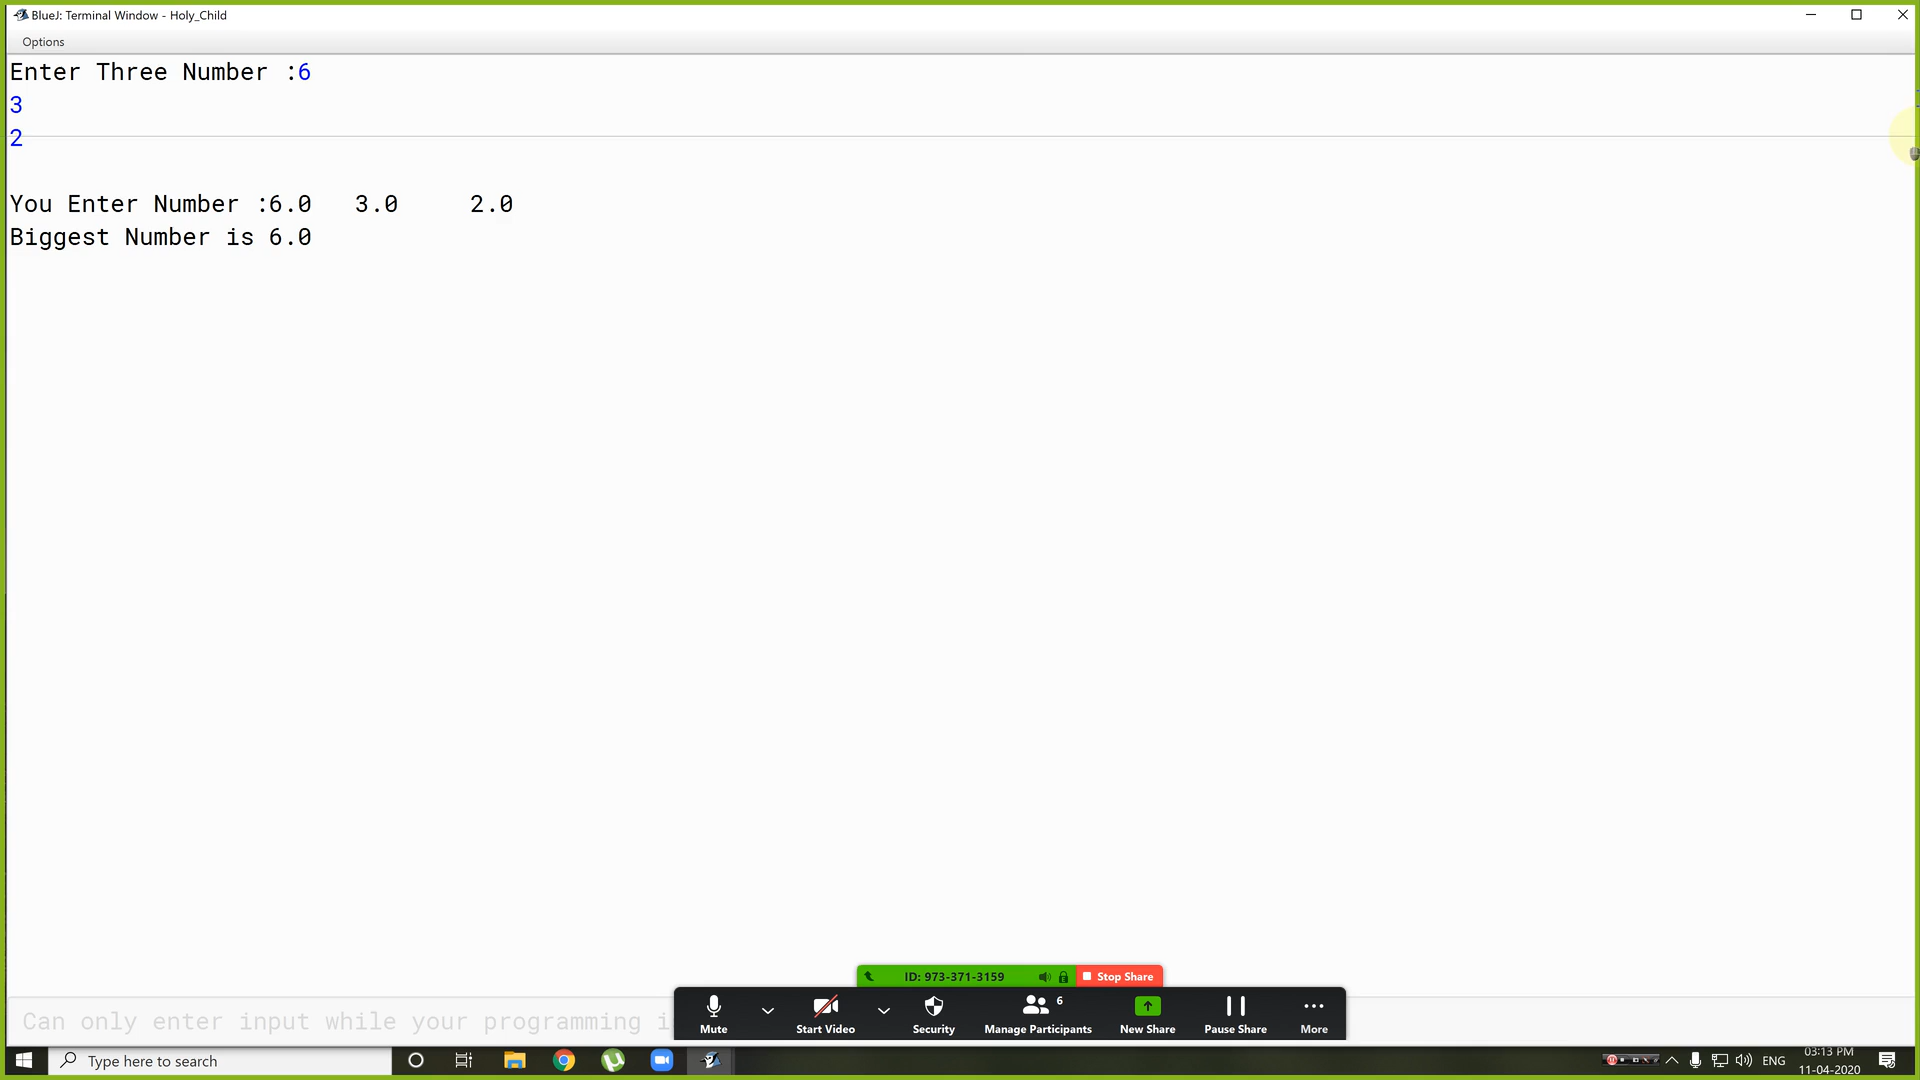 BlueJ: Terminal Window - Holy_Child
Options
Enter Three Number :6
3
2
You Enter Number :6.0 3.0 2.0
Biggest Number is 6.0
ID: 973-371-3159 Stop Share
Can only enter input while your programming i
Mute Start Video Security Manage Participants 6 New Share Pause Share More
Type here to search
ENG
03:13 PM
11-04-2020